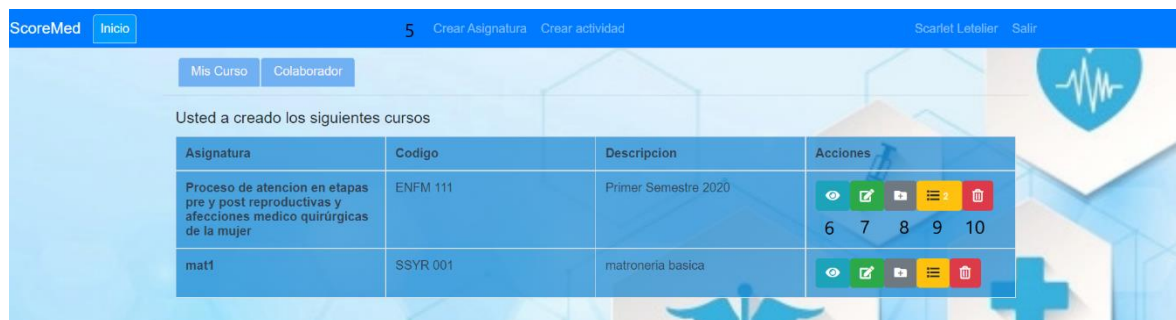 ScoreMed Inicio 5 Crear Asignatura Crear actividad Scarlet Letelier Salir
Mis Curso Colaborador
Usted a creado los siguientes cursos
Asignatura Codigo Descripcion Acciones
Proceso de atencion en etapas ENFM 111 Primer Semestre 2020
pre y post reproductivas y
afecciones medico quirúrgicas 2
de la mujer 6 7 8 9 10
mat1 SSYR 001 matroneria basica